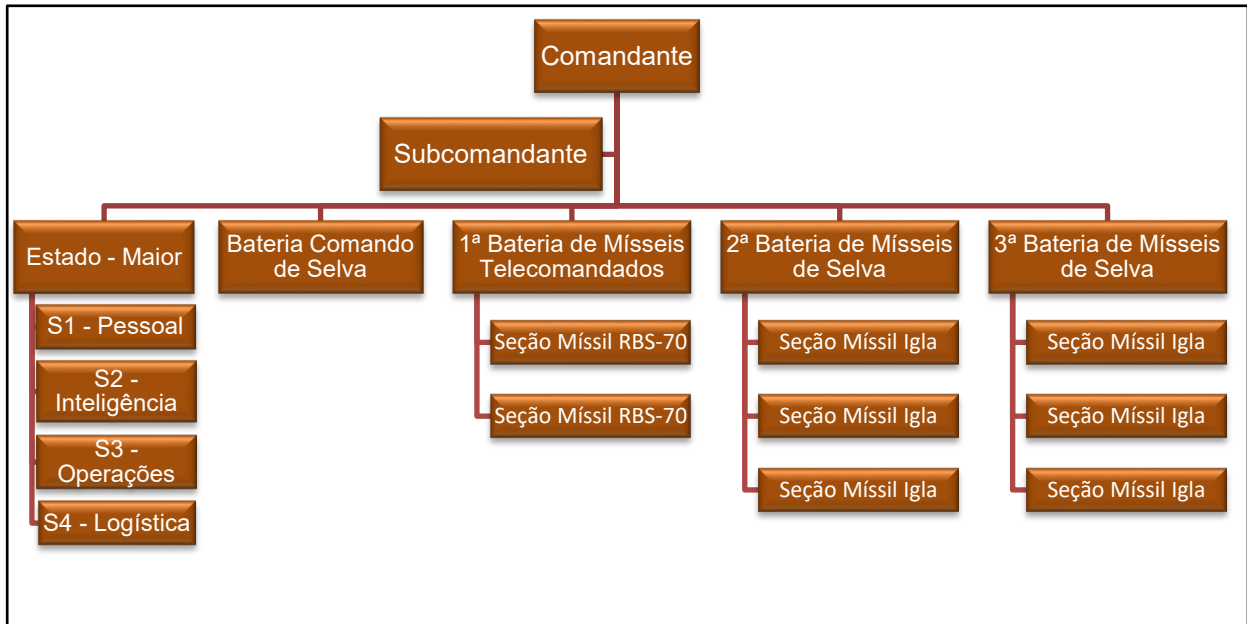 Comandante
Subcomandante
Estado - Maior
S1 - Pessoal
S2 -
Inteligência
S3 -
Operações
S4 - Logística
Bateria Comando
de Selva
1ª Bateria de Mísseis
Telecomandados
Seção Míssil RBS-70
Seção Míssil RBS-70
2ª Bateria de Mísseis
de Selva
Seção Míssil Igla
Seção Míssil Igla
Seção Míssil Igla
3ª Bateria de Mísseis
de Selva
Seção Míssil Igla
Seção Míssil Igla
Seção Míssil Igla